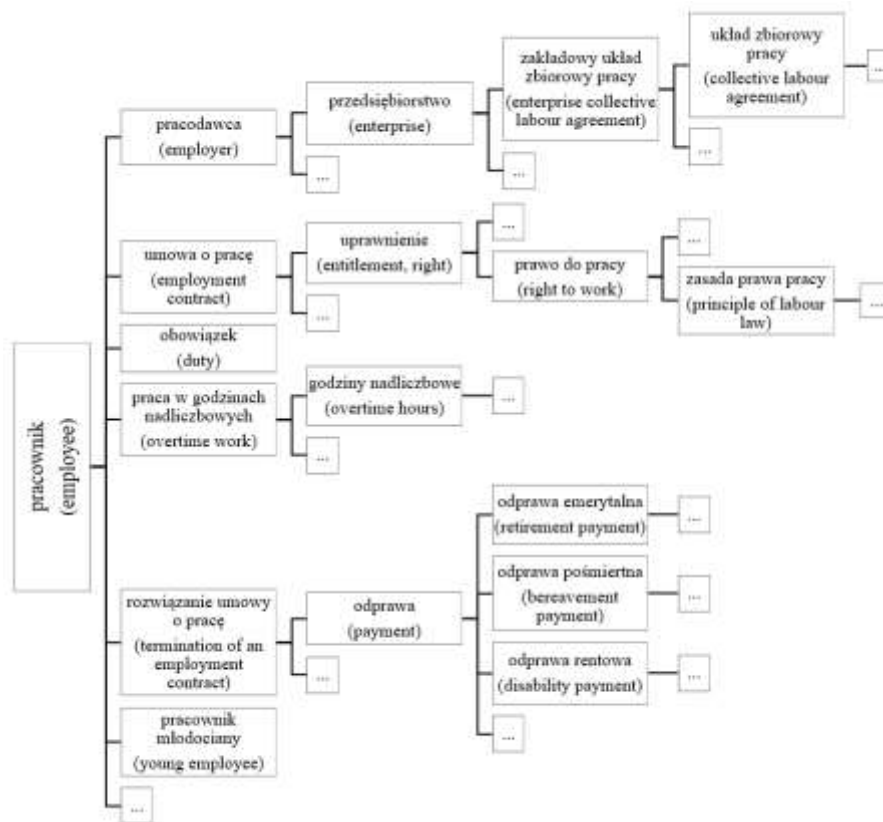 pracownik
(employee)
pracodawca
(employer)
przedsiębiorstwo
(enterprise)
zakładowy układ
zbiorowy pracy
(enterprise collective
labour agreement)
układ zbiorowy
pracy
(collective labour
agreement)
...
...
...
...
umowa o pracę
(employment
contract)
uprawnienie
(entitlement, right)
...
prawo do pracy
(right to work)
...
zasada prawa pracy
(principle of labour
law)
...
...
obowiązek
(duty)
praca w godzinach
nadliczbowych
(overtime work)
godziny nadliczbowe
(overtime hours)
...
...
rozwiązanie umowy
o pracę
(termination of an
employment
contract)
odprawa
(payment)
odprawa emerytalna
(retirement payment)
...
odprawa pośmiertna
(bereavement
payment)
...
odprawa rentowa
(disability payment)
...
...
...
pracownik
młodociany
(young employee)
...